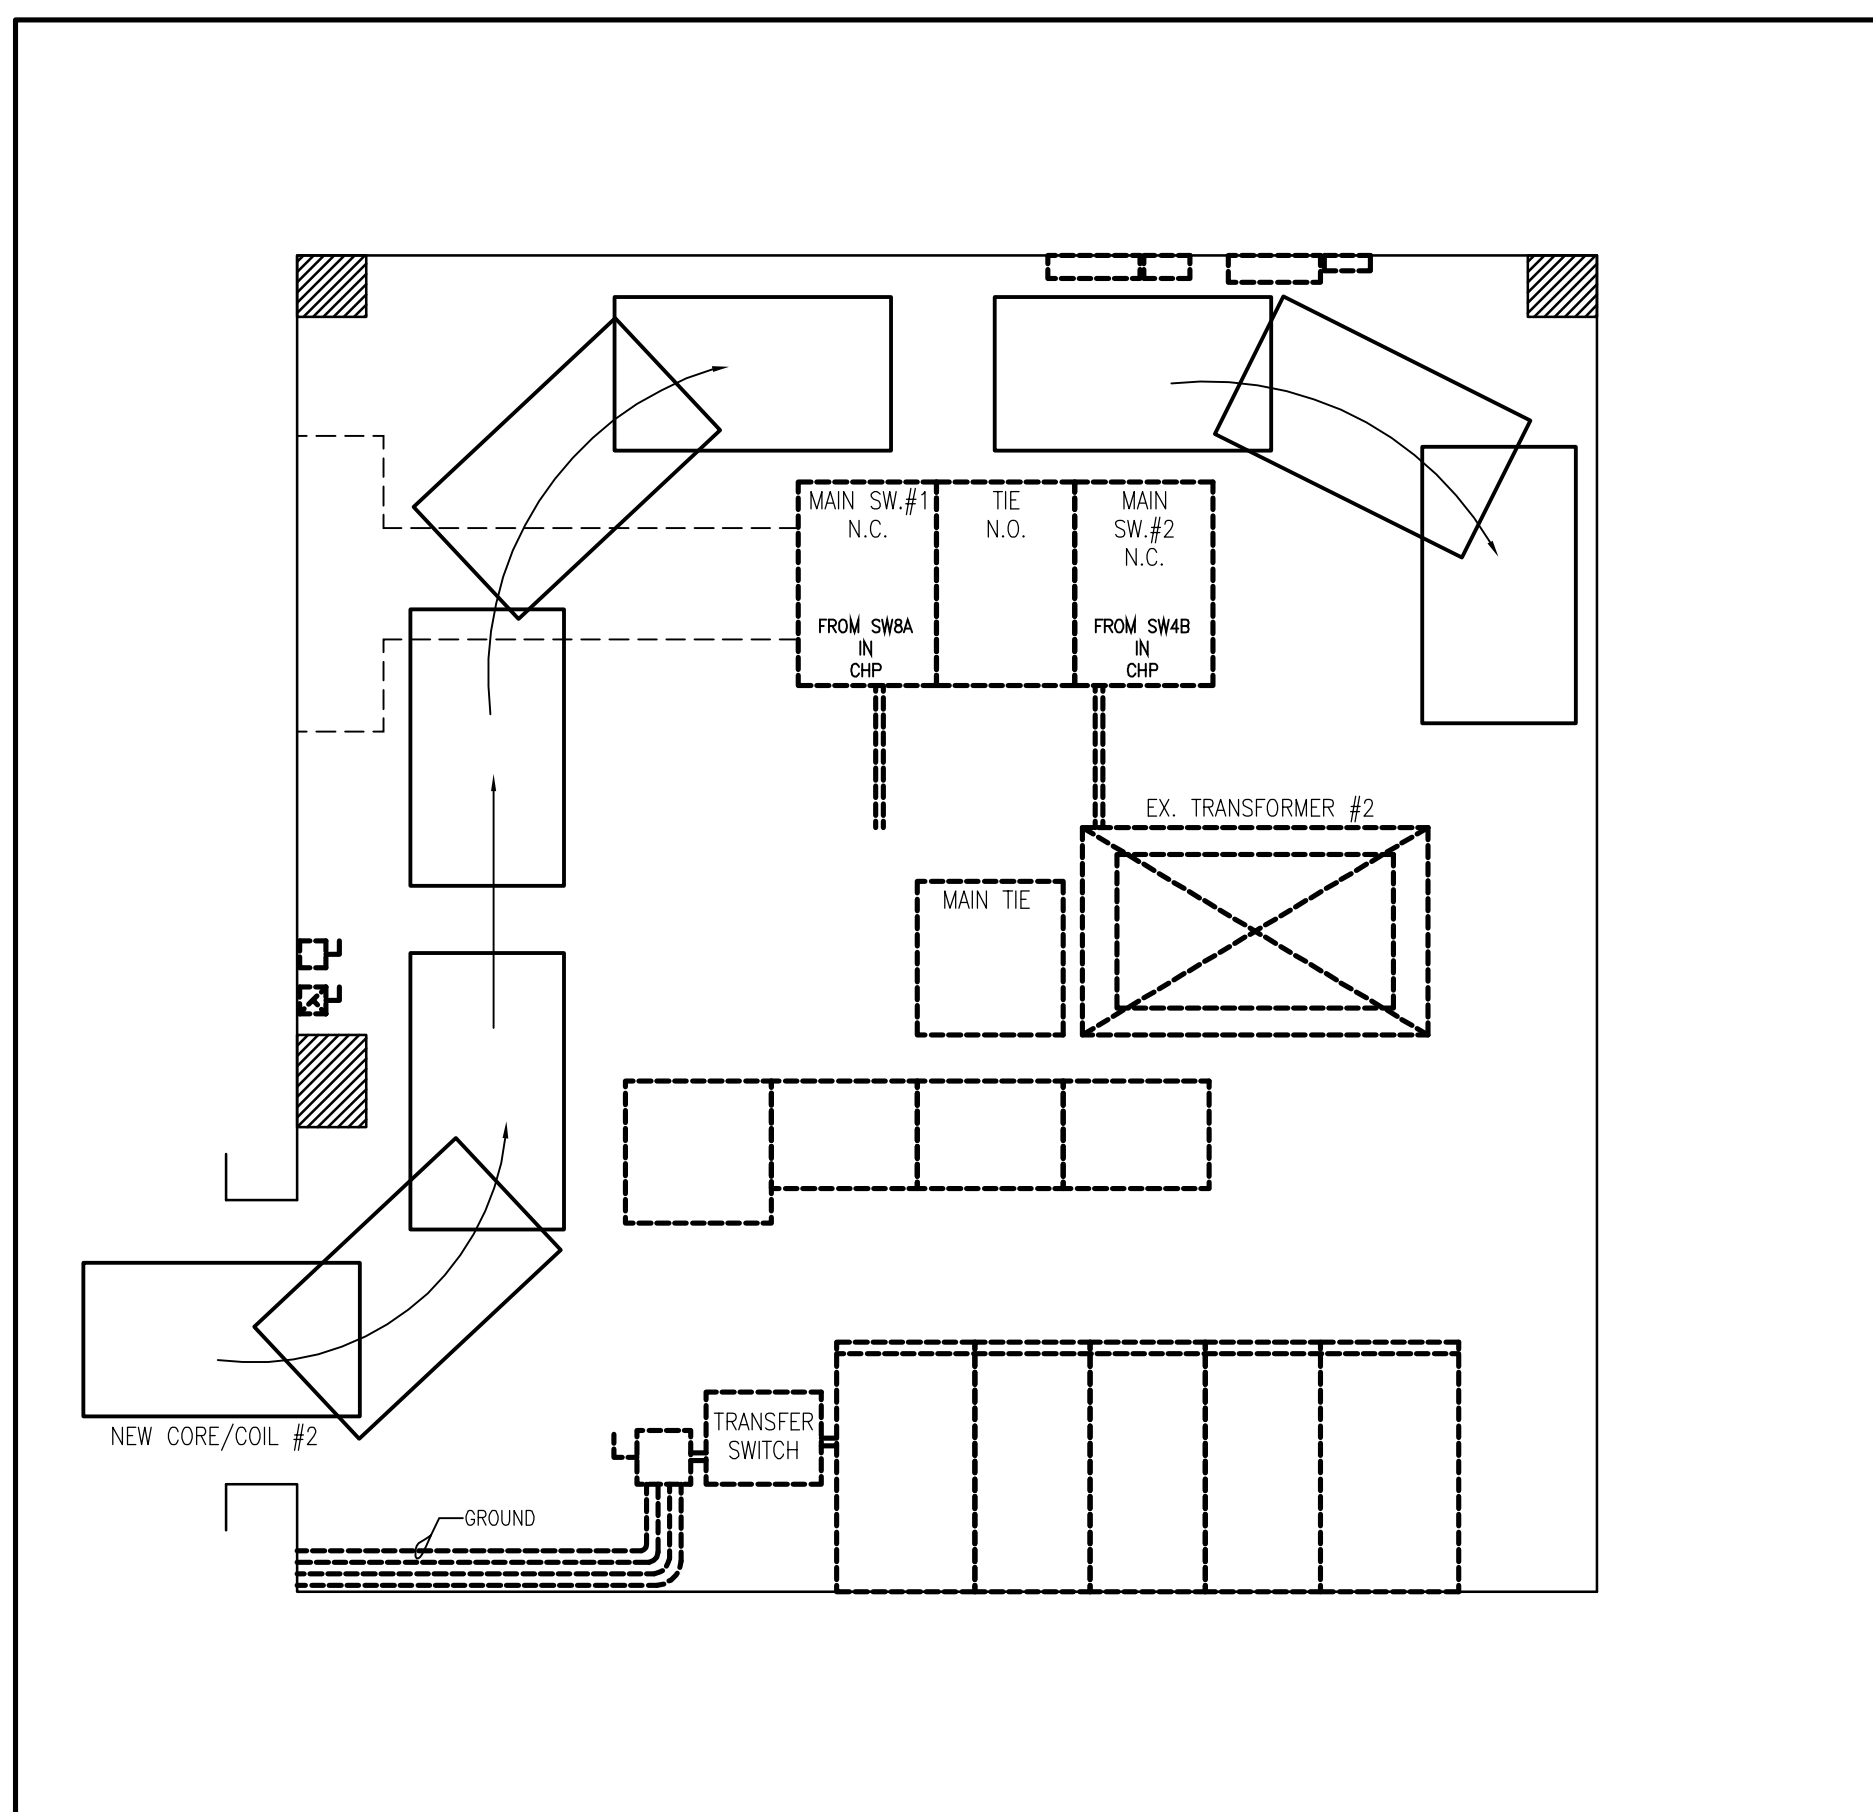 MAIN SW.#1
N.C.
TIE
N.O.
MAIN
SW.#2
N.C.
FROM SW8A
IN
CHP
FROM SW4B
IN
CHP
EX. TRANSFORMER #2
MAIN TIE
NEW CORE/COIL #2
TRANSFER
SWITCH
GROUND